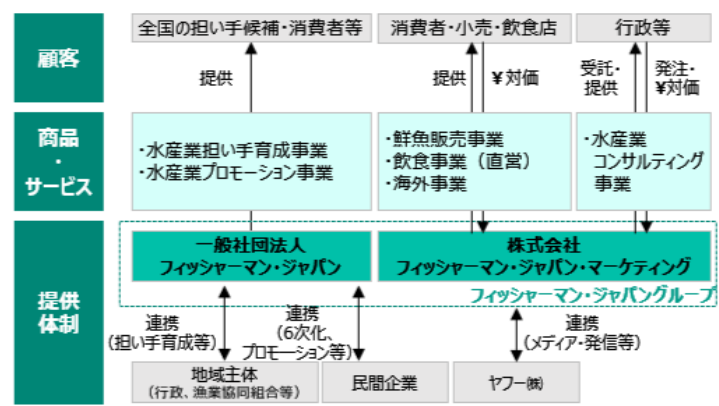 顧客
全国の担い手候補・消費者等
消費者・小売・飲食店
行政等
提供
提供
¥対価
受託・
提供
発注・
¥対価
商品
・
サービス
・水産業担い手育成事業
・水産業プロモーション事業
・鮮魚販売事業
・飲食事業（直営）
・海外事業
・水産業
コンサルティング
事業
提供
体制
一般社団法人
フィッシャーマン・ジャパン
株式会社
フィッシャーマン・ジャパン・マーケティング
フィッシャーマン・ジャパングループ
連携
（担い手育成等）
連携
（6次化、
プロモーション等）
連携
（メディア・発信等）
地域主体
（行政、漁業協同組合等）
民間企業
ヤフー㈱